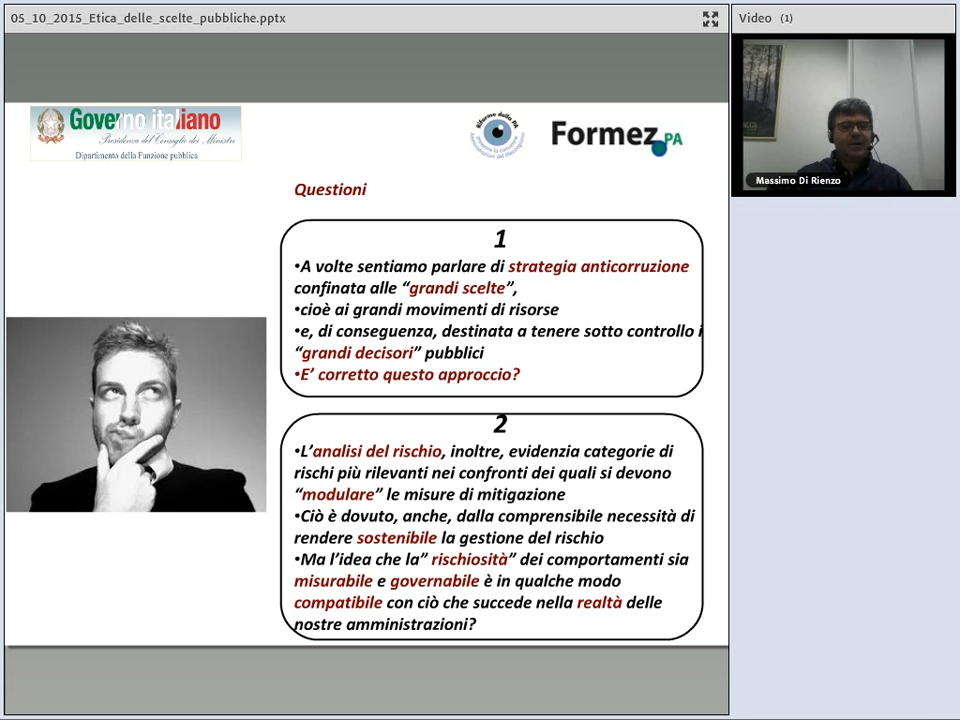 05_10_2015_Etica_delle_scelte_pubbliche.pptx
Video (1)
Massimo Di Rienzo
Governo italiano
Presidenza del Consiglio dei Ministri
Dipartimento della Funzione pubblica
Riforme della PA
Formez PA
Questioni
1
•A volte sentiamo parlare di strategia anticorruzione
confinata alle “grandi scelte”,
•cioè ai grandi movimenti di risorse
•e, di conseguenza, destinata a tenere sotto controllo i
“grandi decisori” pubblici
•E’ corretto questo approccio?
2
•L’analisi del rischio, inoltre, evidenzia categorie di
rischi più rilevanti nei confronti dei quali si devono
“modulare” le misure di mitigazione
•Ciò è dovuto, anche, dalla comprensibile necessità di
rendere sostenibile la gestione del rischio
•Ma l’idea che la” rischiosità” dei comportamenti sia
misurabile e governabile è in qualche modo
compatibile con ciò che succede nella realtà delle
nostre amministrazioni?